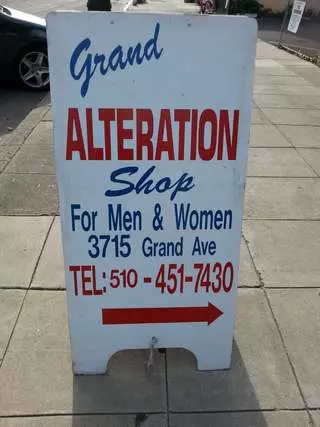 Grand
ALTERATION
Shop
For Men & Women
3715 Grand Ave
TEL: 510-451-7430